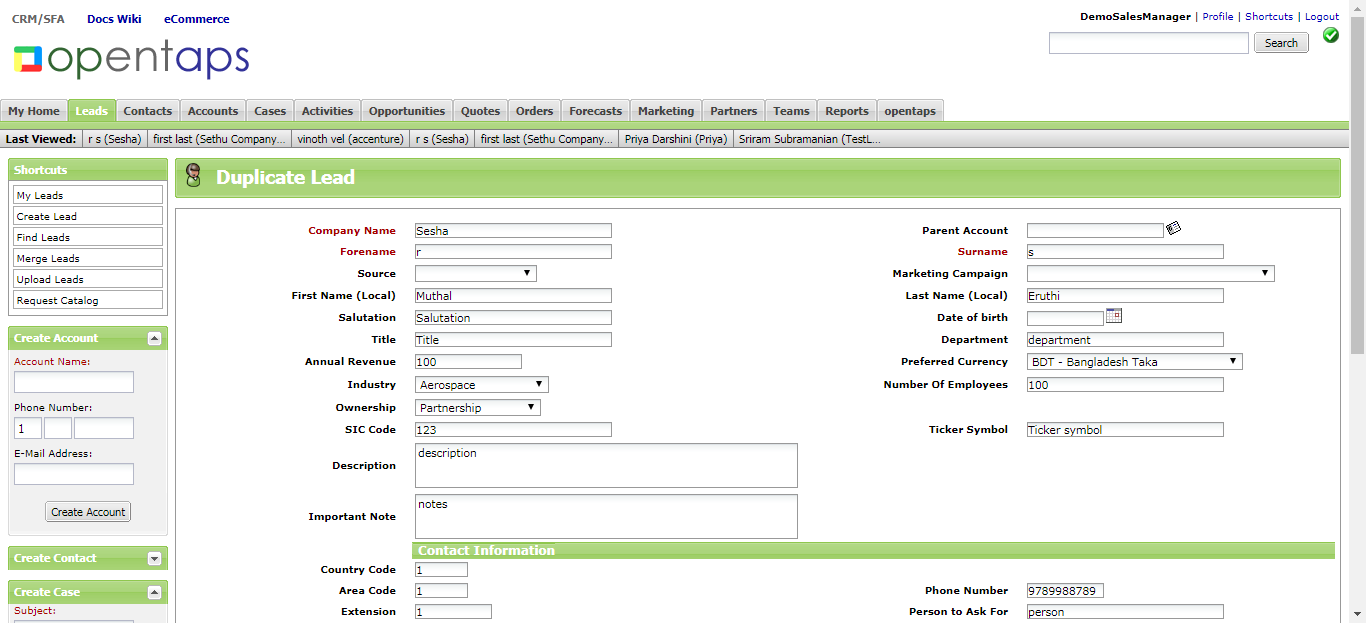 CRM/SFA Docs Wiki eCommerce
DemoSalesManager | Profile | Shortcuts | Logout
opentaps
Search
My Home Leads Contacts Accounts Cases Activities Opportunities Quotes Orders Forecasts Marketing Partners Teams Reports opentaps
Last Viewed: r s (Sesha) first last (Sethu Company... vinoth vel (accenture) r s (Sesha) first last (Sethu Company... Priya Darshini (Priya) Sriram Subramanian (TestL...
Shortcuts
My Leads
Create Lead
Find Leads
Merge Leads
Upload Leads
Request Catalog
Create Account
Account Name:
Phone Number:
1
E-Mail Address:
Create Account
Create Contact
Create Case
Subject:
Duplicate Lead
Company Name Sesha Parent Account
Forename r Surname s
Source Marketing Campaign
First Name (Local) Muthal Last Name (Local) Eruthi
Salutation Salutation Date of birth
Title Title Department department
Annual Revenue 100 Preferred Currency BDT - Bangladesh Taka
Industry Aerospace Number Of Employees 100
Ownership Partnership
SIC Code 123 Ticker Symbol Ticker symbol
Description description
Important Note notes
Contact Information
Country Code 1
Area Code 1 Phone Number 9789988789
Extension 1 Person to Ask For person